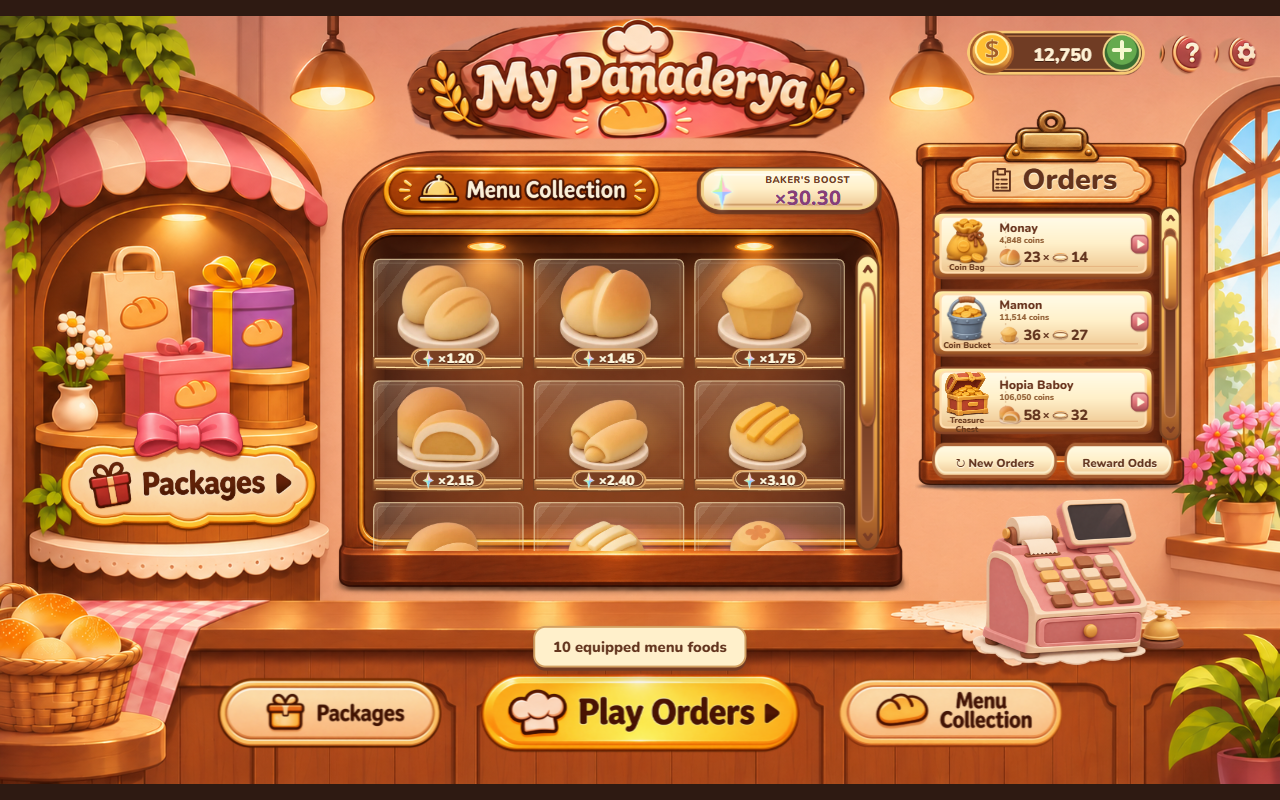 My Panaderya
$
12,750
+
?
Menu Collection
BAKER'S BOOST
×30.30
×1.20
×1.45
×1.75
×2.15
×2.40
×3.10
Packages
Orders
Monay
4,848 coins
23× 14
Coin Bag
Mamon
11,514 coins
36× 27
Coin Bucket
Hopia Baboy
106,050 coins
58× 32
Treasure
Chest
↻ New Orders
Reward Odds
10 equipped menu foods
Packages
Play Orders
Menu
Collection